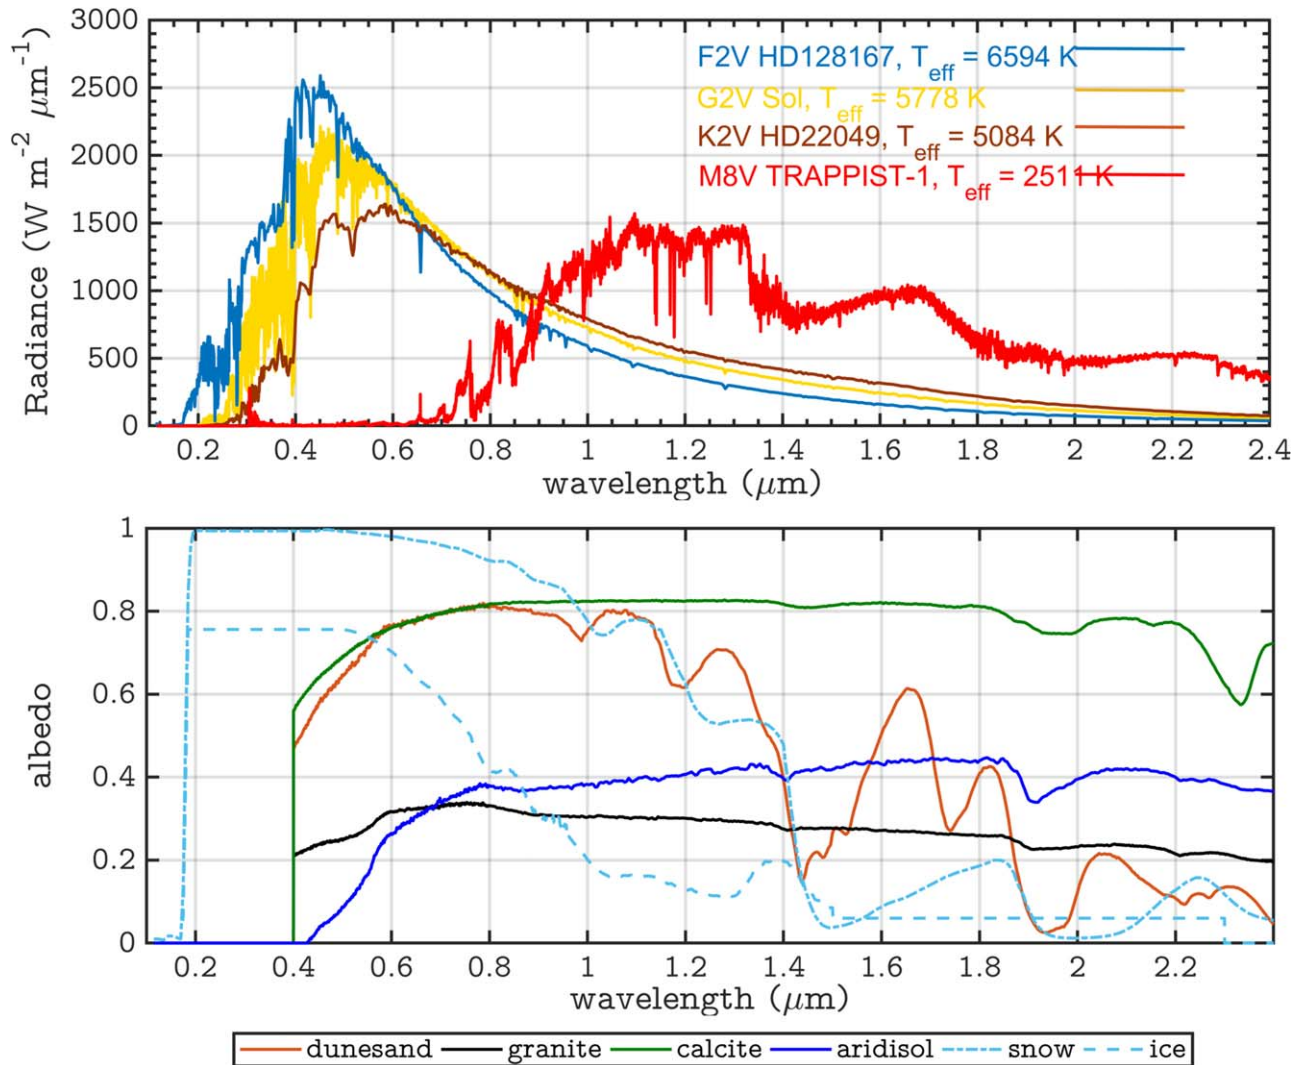 3000
2500
2000
1500
1000
500
0
Radiance (W m⁻² μm⁻¹)
F2V HD128167, T_eff = 6594 K
G2V Sol, T_eff = 5778 K
K2V HD22049, T_eff = 5084 K
M8V TRAPPIST-1, T_eff = 2511 K
0.2 0.4 0.6 0.8 1 1.2 1.4 1.6 1.8 2 2.2 2.4
wavelength (μm)
1
0.8
0.6
0.4
0.2
0
albedo
0.2 0.4 0.6 0.8 1 1.2 1.4 1.6 1.8 2 2.2
wavelength (μm)
dunesand granite calcite aridisol snow ice